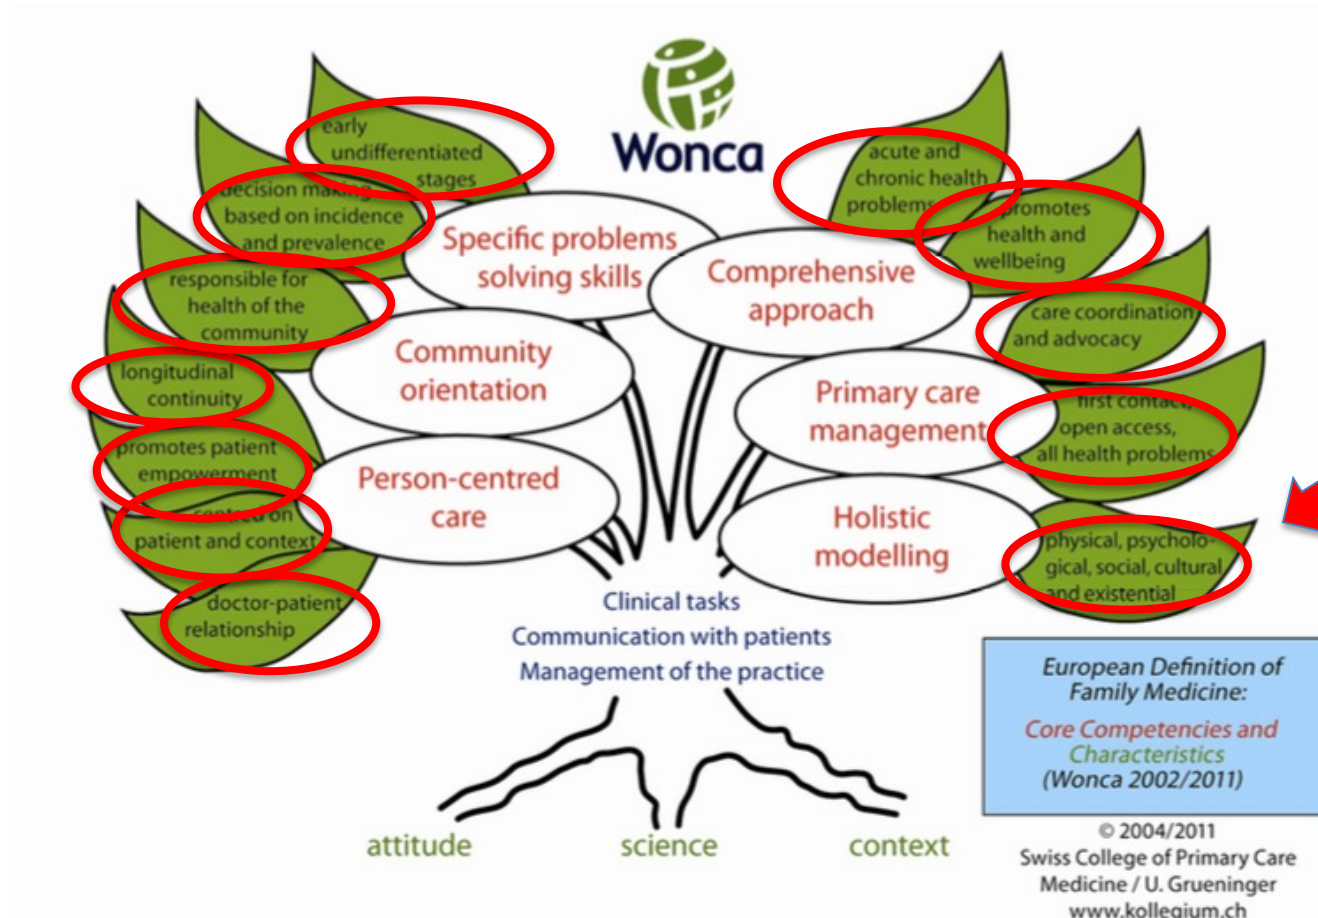 Wonca
early
undifferentiated
stages
decision making
based on incidence
and prevalence
responsible for
health of the
community
longitudinal
continuity
promotes patient
empowerment
centred on
patient and context
doctor-patient
relationship
Specific problems
solving skills
Community
orientation
Person-centred
care
Comprehensive
approach
Primary care
management
Holistic
modelling
acute and
chronic health
problems
promotes
health and
wellbeing
care coordination
and advocacy
first contact,
open access,
all health problems
physical, psycholo-
gical, social, cultural
and existential
Clinical tasks
Communication with patients
Management of the practice
attitude
science
context
European Definition of
Family Medicine:
Core Competencies and
Characteristics
(Wonca 2002/2011)
© 2004/2011
Swiss College of Primary Care
Medicine / U. Grueninger
www.kollegium.ch